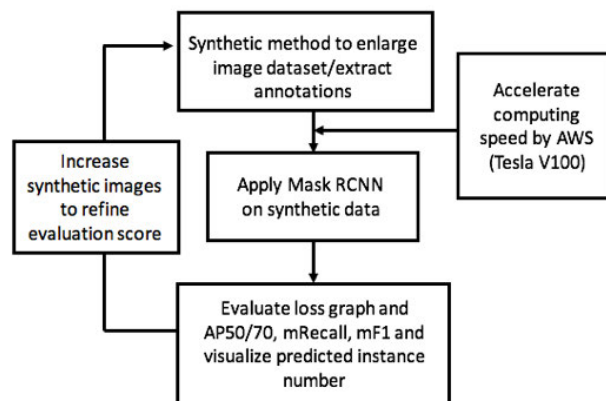 Synthetic method to enlarge
image dataset/extract
annotations
Accelerate
computing
speed by AWS
(Tesla V100)
Increase
synthetic images
to refine
evaluation score
Apply Mask RCNN
on synthetic data
Evaluate loss graph and
AP50/70, mRecall, mF1 and
visualize predicted instance
number